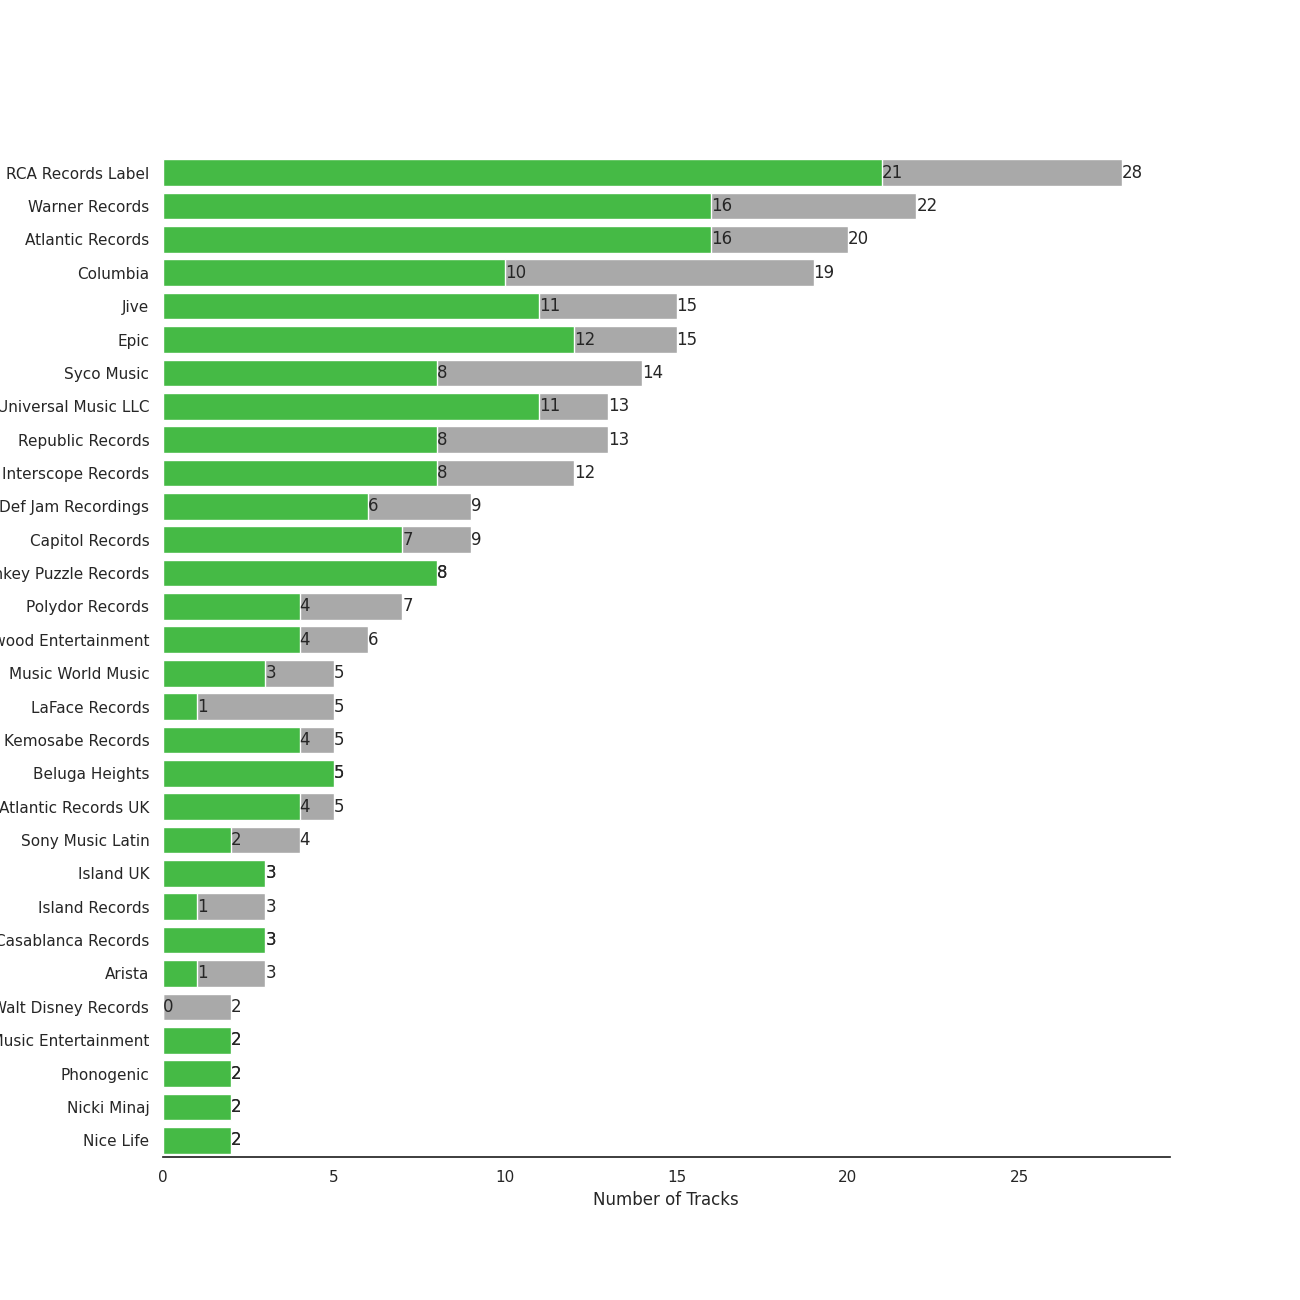 RCA Records Label 21 28
Warner Records 16 22
Atlantic Records 16 20
Columbia 10 19
Jive 11 15
Epic 12 15
Syco Music 8 14
Universal Music LLC 11 13
Republic Records 8 13
Interscope Records 8 12
Def Jam Recordings 6 9
Capitol Records 7 9
Puzzle Records 8
Polydor Records 4 7
Entertainment 4 6
Music World Music 3 5
LaFace Records 1 5
Kemosabe Records 4 5
Beluga Heights 5
Atlantic Records UK 4 5
Sony Music Latin 2 4
Island UK 3
Island Records 1 3
Casablanca Records 3
Arista 1 3
Walt Disney Records 0 2
Music Entertainment 2
Phonogenic 2
Nicki Minaj 2
Nice Life 2
0 5 10 15 20 25
Number of Tracks